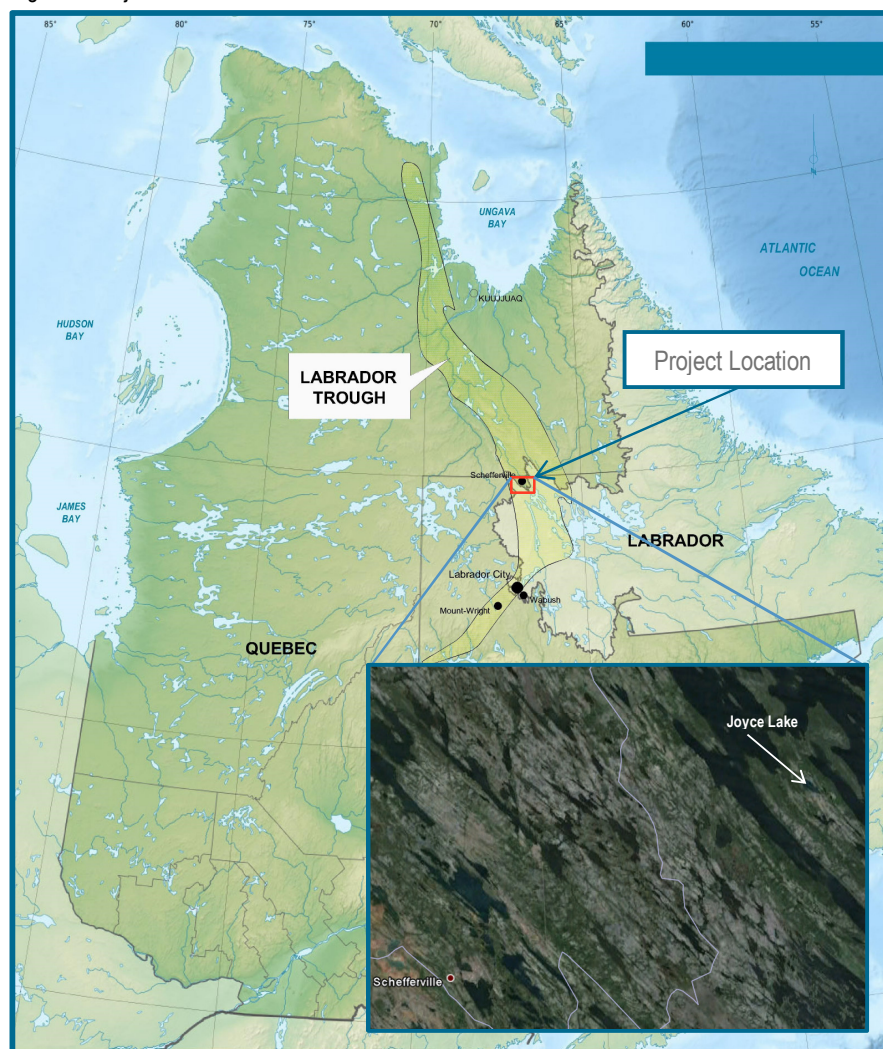 85°
80°
75°
70°
65°
60°
55°
UNGAVA
BAY
ATLANTIC
OCEAN
KUUJJUAQ
HUDSON
BAY
Project Location
LABRADOR
TROUGH
Schefferville
JAMES
BAY
LABRADOR
Labrador City
Wabush
Mount-Wright
QUEBEC
Joyce Lake
Schefferville